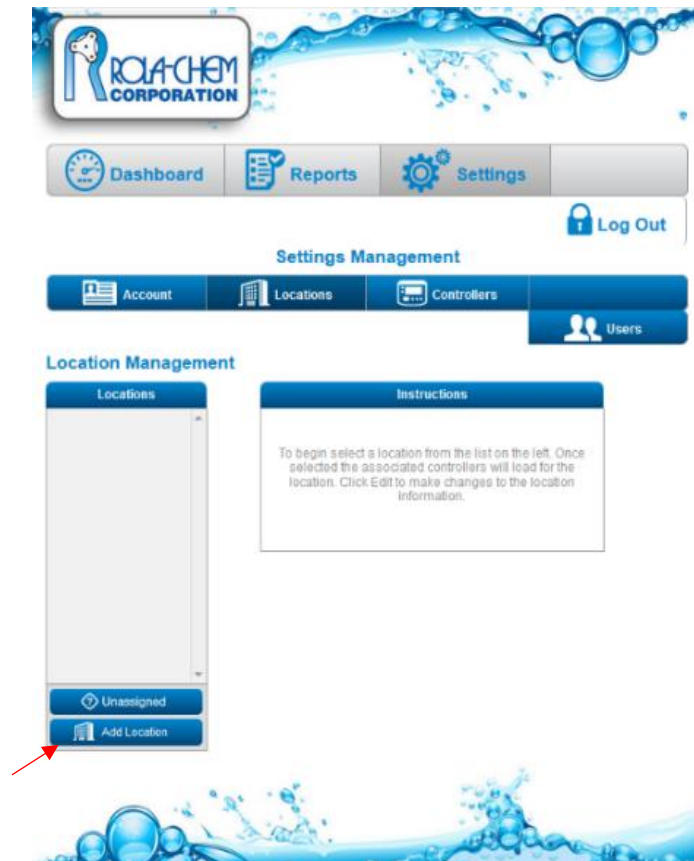 ROLA-CHEM
CORPORATION
Dashboard
Reports
Settings
Log Out
Settings Management
Account
Locations
Controllers
Users
Location Management
Locations
Instructions
To begin select a location from the list on the left. Once
selected the associated controllers will load for the
location. Click Edit to make changes to the location
information.
Unassigned
Add Location